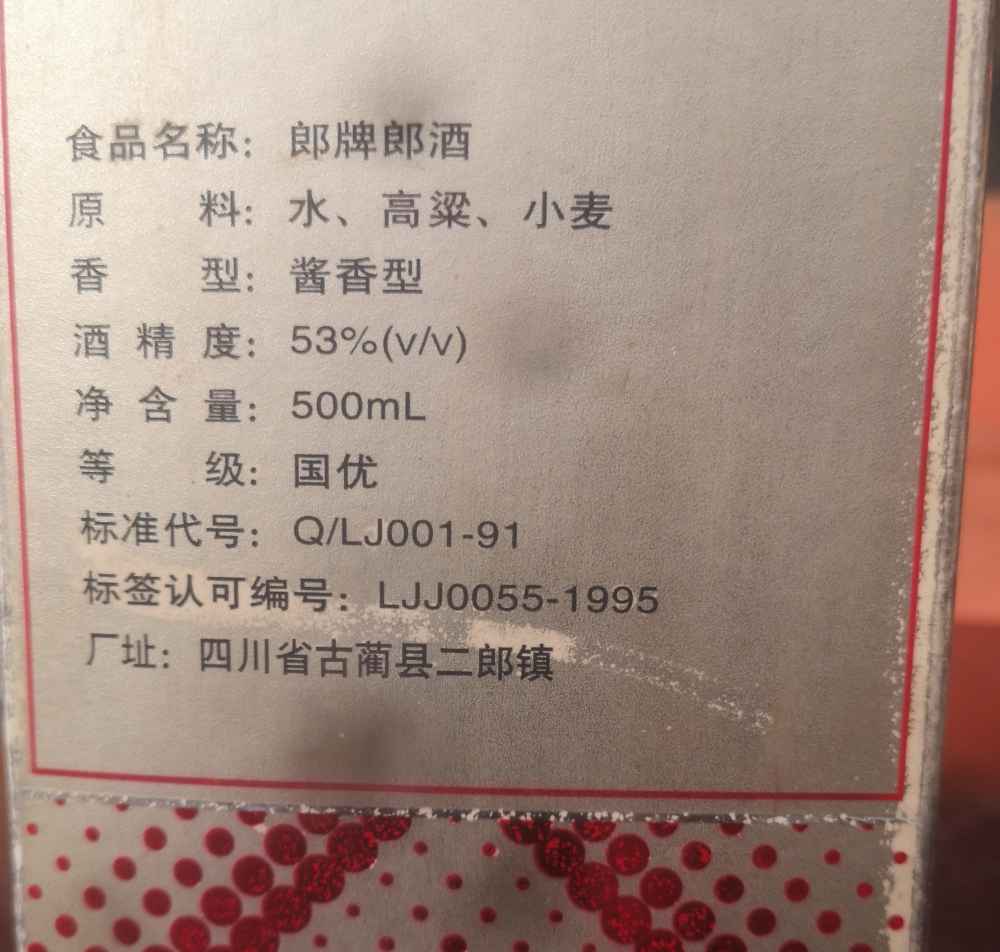 食品名称：郎牌郎酒
原料：水、高粱、小麦
香型：酱香型
酒精度：53%(v/v)
净含量：500mL
等级：国优
标准代号：Q/LJ001-91
标签认可编号：LJJ0055-1995
厂址：四川省古蔺县二郎镇